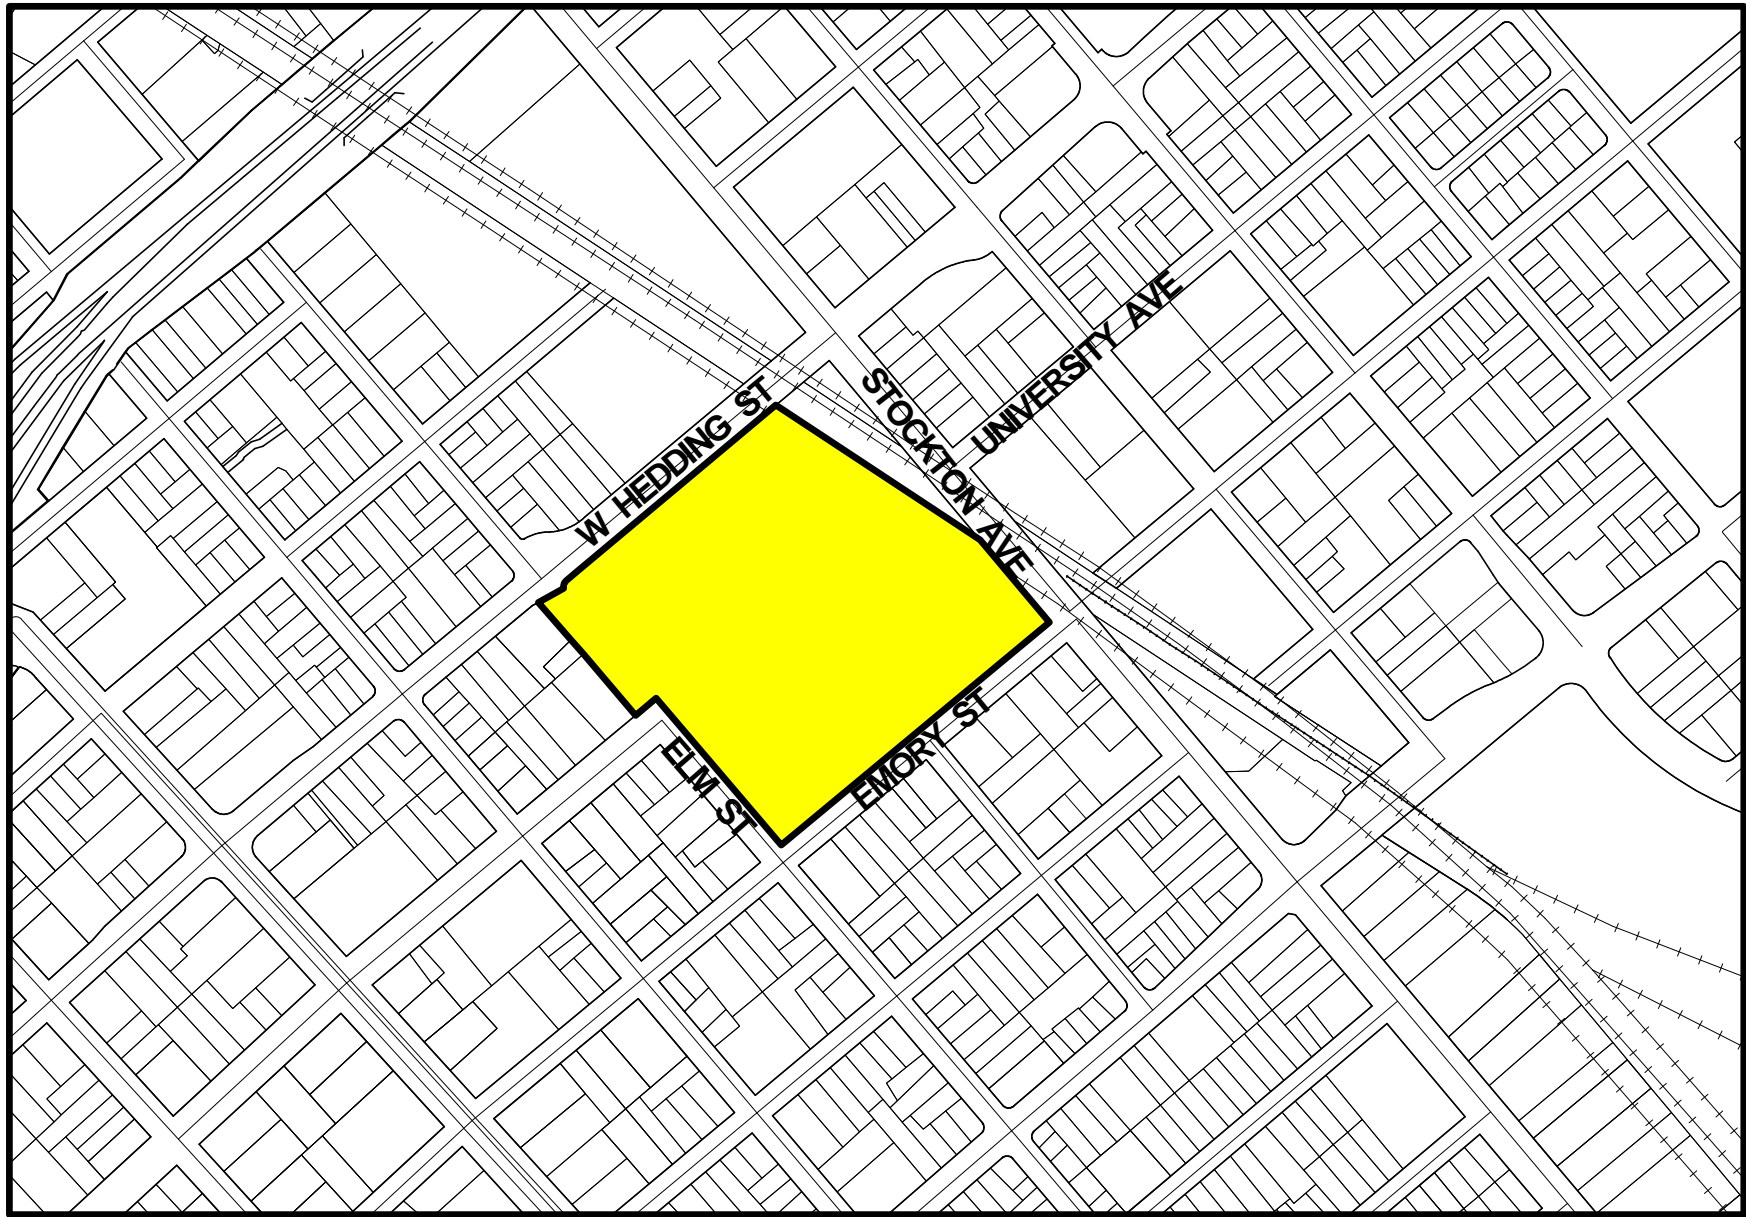 UNIVERSITY AVE
STOCKTON AVE
W HEDDING ST
EMORY ST
ELM ST